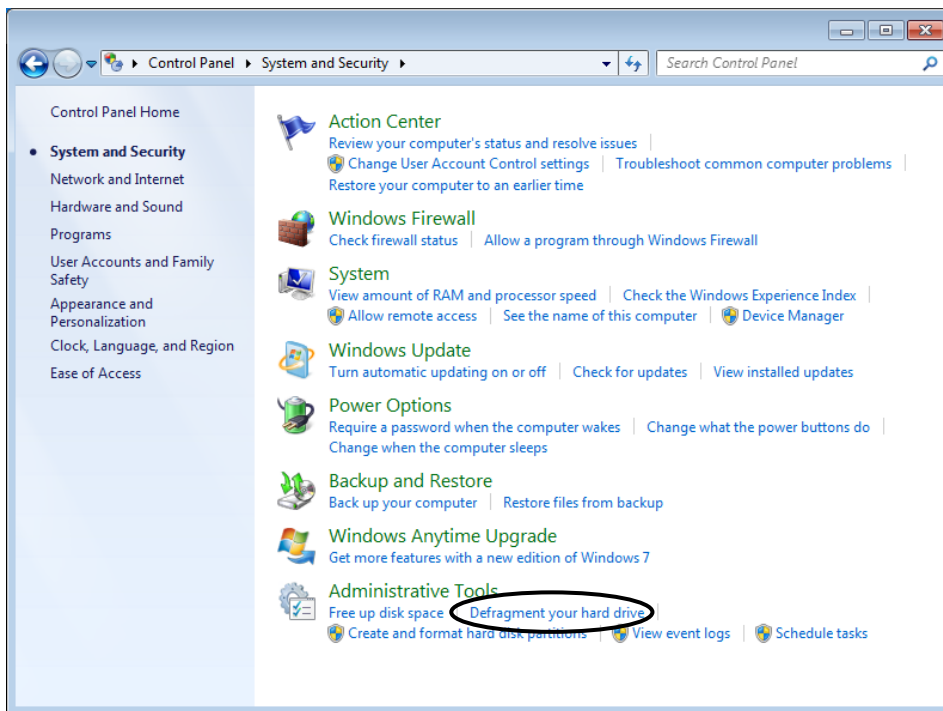 Control Panel System and Security
Search Control Panel
Control Panel Home
System and Security
Network and Internet
Hardware and Sound
Programs
User Accounts and Family
Safety
Appearance and
Personalization
Clock, Language, and Region
Ease of Access
Action Center
Review your computer's status and resolve issues
Change User Account Control settings Troubleshoot common computer problems
Restore your computer to an earlier time
Windows Firewall
Check firewall status Allow a program through Windows Firewall
System
View amount of RAM and processor speed Check the Windows Experience Index
Allow remote access See the name of this computer Device Manager
Windows Update
Turn automatic updating on or off Check for updates View installed updates
Power Options
Require a password when the computer wakes Change what the power buttons do
Change when the computer sleeps
Backup and Restore
Back up your computer Restore files from backup
Windows Anytime Upgrade
Get more features with a new edition of Windows 7
Administrative Tools
Free up disk space Defragment your hard drive
Create and format hard disk partitions View event logs Schedule tasks